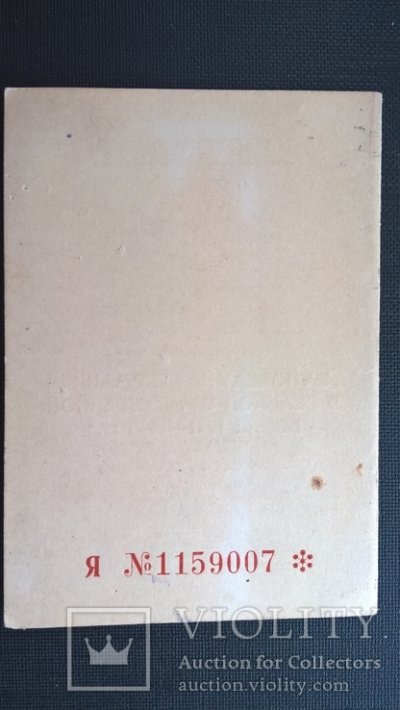 Я №1159007
VIOLITY
Auction for Collectors
auction.violity.com